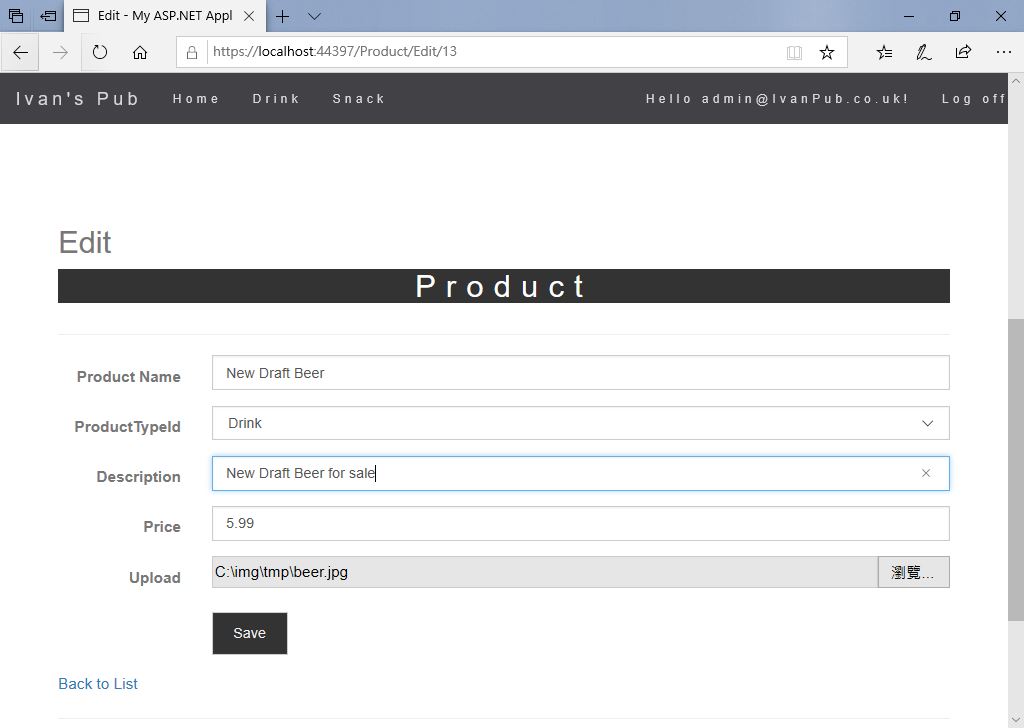 Edit - My ASP.NET Appl
https://localhost:44397/Product/Edit/13
Ivan's Pub Home Drink Snack Hello admin@IvanPub.co.uk! Log off
Edit
Product
Product Name New Draft Beer
ProductTypeId Drink
Description New Draft Beer for sale
Price 5.99
Upload C:\img\tmp\beer.jpg 瀏覽...
Save
Back to List